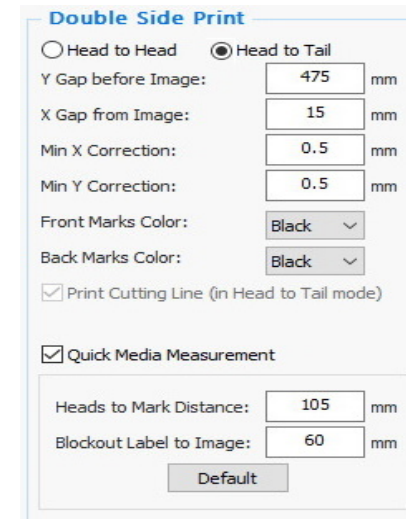 Double Side Print
Head to Head Head to Tail
Y Gap before Image: 475 mm
X Gap from Image: 15 mm
Min X Correction: 0.5 mm
Min Y Correction: 0.5 mm
Front Marks Color: Black
Back Marks Color: Black
Print Cutting Line (in Head to Tail mode)
Quick Media Measurement
Heads to Mark Distance: 105 mm
Blockout Label to Image: 60 mm
Default